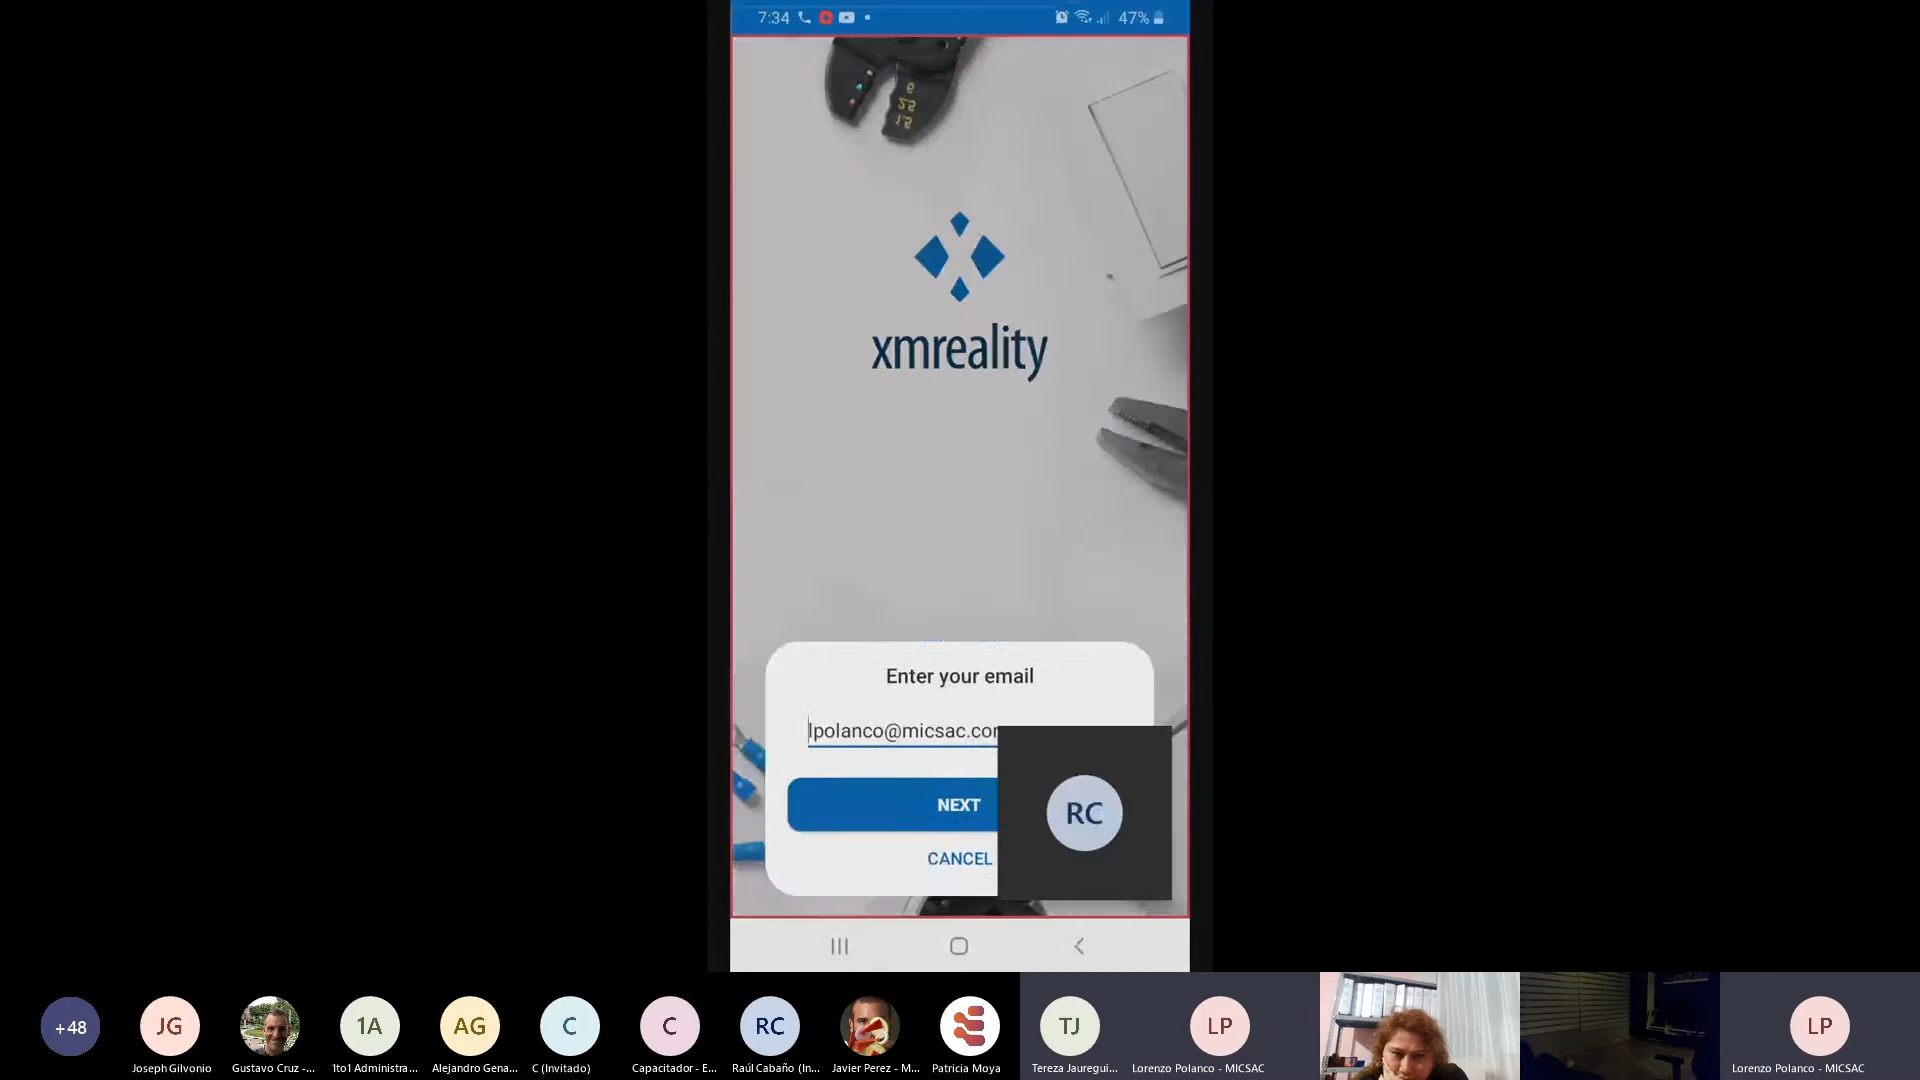 7:34
47%
xmreality
Enter your email
lpolanco@micsac.com
NEXT
CANCEL
RC
+48
JG
1A
AG
C
C
RC
TJ
LP
LP
Joseph Gilvonio
Gustavo Cruz -...
1to1 Administra...
Alejandro Gena...
C (Invitado)
Capacitador - E...
Raúl Cabaño (In...
Javier Perez - M...
Patricia Moya
Tereza Jauregui...
Lorenzo Polanco - MICSAC
Lorenzo Polanco - MICSAC